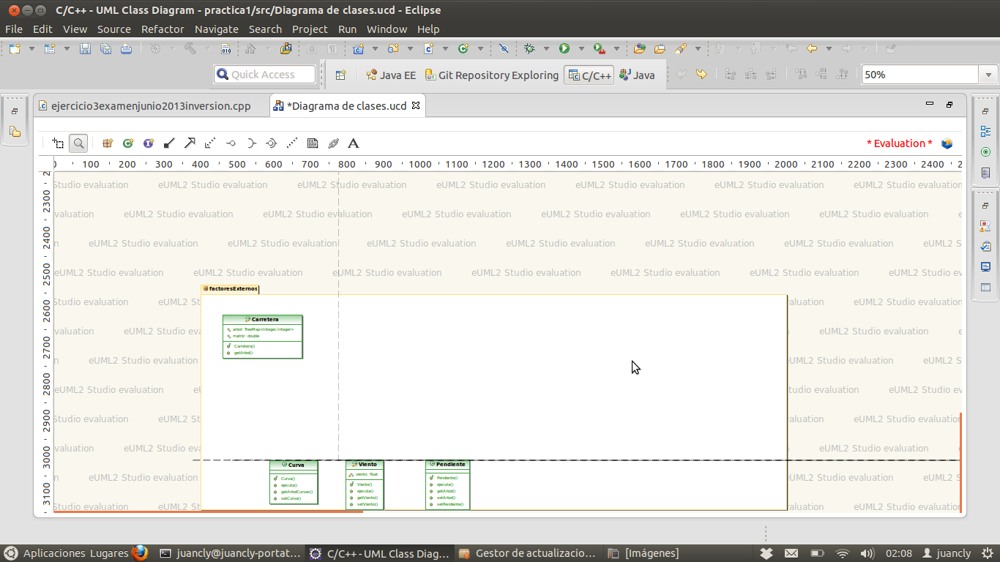 C/C++ - UML Class Diagram - practica1/src/Diagrama de clases.ucd - Eclipse
File Edit View Source Refactor Navigate Search Project Run Window Help
Quick Access Java EE Git Repository Exploring C/C++ Java 50%
ejercicio3examenjunio2013inversion.cpp *Diagrama de clases.ucd
* Evaluation *
100 200 300 400 500 600 700 800 900 1000 1100 1200 1300 1400 1500 1600 1700 1800 1900 2000 2100 2200 2300 2400
2300 2400 2500 2600 2700 2800 2900 3000 3100
Studio evaluation eUML2 Studio evaluation eUML2 Studio evaluation eUML2 Studio evaluation eUML2 Studio evaluation eUML2 Studio evaluation eUML2 Studio evaluation
evaluation eUML2 Studio evaluation eUML2 Studio evaluation eUML2 Studio evaluation eUML2 Studio evaluation eUML2 Studio evaluation eUML2 Studio evaluation
eUML2 Studio evaluation eUML2 Studio evaluation eUML2 Studio evaluation eUML2 Studio evaluation eUML2 Studio evaluation eUML2 Studio evaluation eUML2
eUML2 Studio evaluation eUML2 Studio evaluation eUML2 Studio evaluation eUML2 Studio evaluation eUML2 Studio evaluation eUML2 Studio evaluation eUML2
factoresExternos
Carretera
arbol: TreeMap<Integer,Integer>
matriz: double
Carretera()
getArbol()
Curva
Curva()
ejecuta()
getArbolCurvas()
setCurva()
Viento
viento: float
Viento()
ejecuta()
getViento()
setViento()
Pendiente
Pendiente()
ejecuta()
getArbol()
setArbol()
setPendiente()
Aplicaciones Lugares juancly@juancly-portat... C/C++ - UML Class Diag... Gestor de actualizacio... [Imágenes] 02:08 juancly